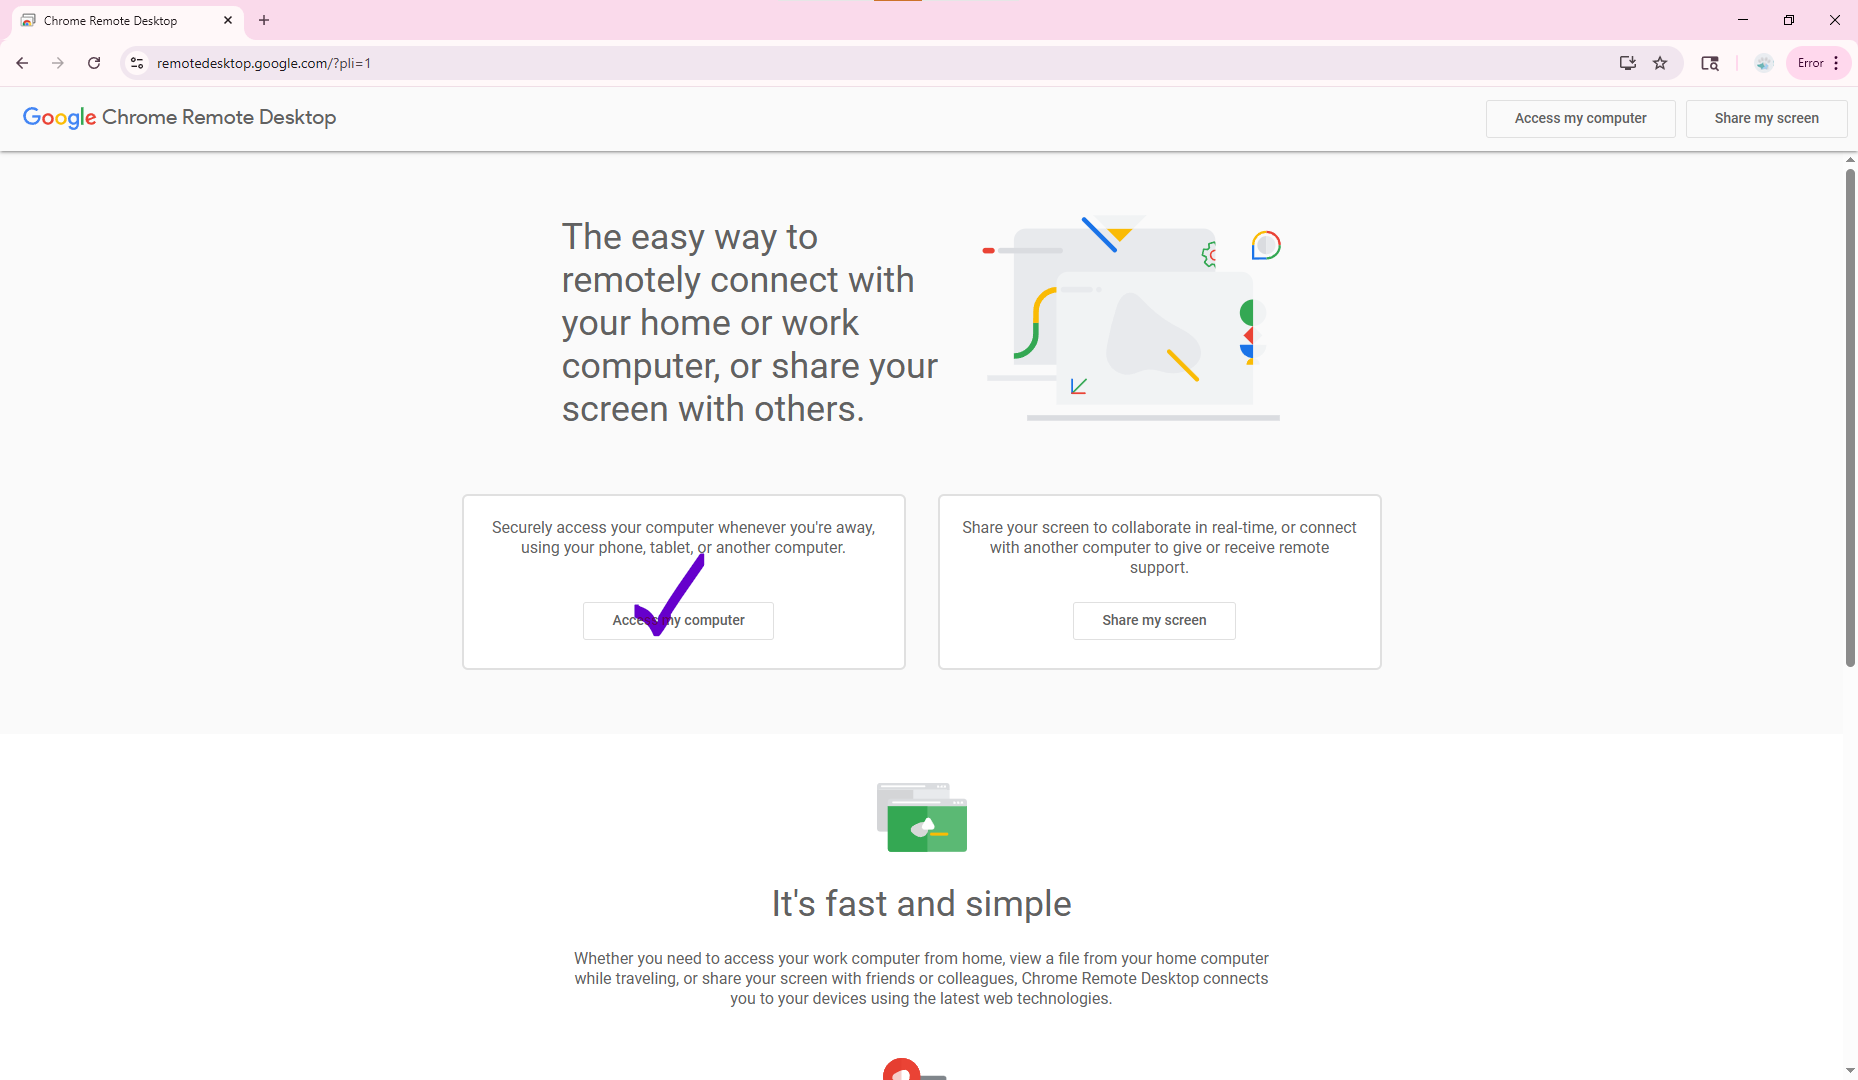 Chrome Remote Desktop
remotedesktop.google.com/?pli=1
Error
Google Chrome Remote Desktop
Access my computer
Share my screen
The easy way to
remotely connect with
your home or work
computer, or share your
screen with others.
Securely access your computer whenever you're away,
using your phone, tablet, or another computer.
Access my computer
Share your screen to collaborate in real-time, or connect
with another computer to give or receive remote
support.
Share my screen
It's fast and simple
Whether you need to access your work computer from home, view a file from your home computer
while traveling, or share your screen with friends or colleagues, Chrome Remote Desktop connects
you to your devices using the latest web technologies.